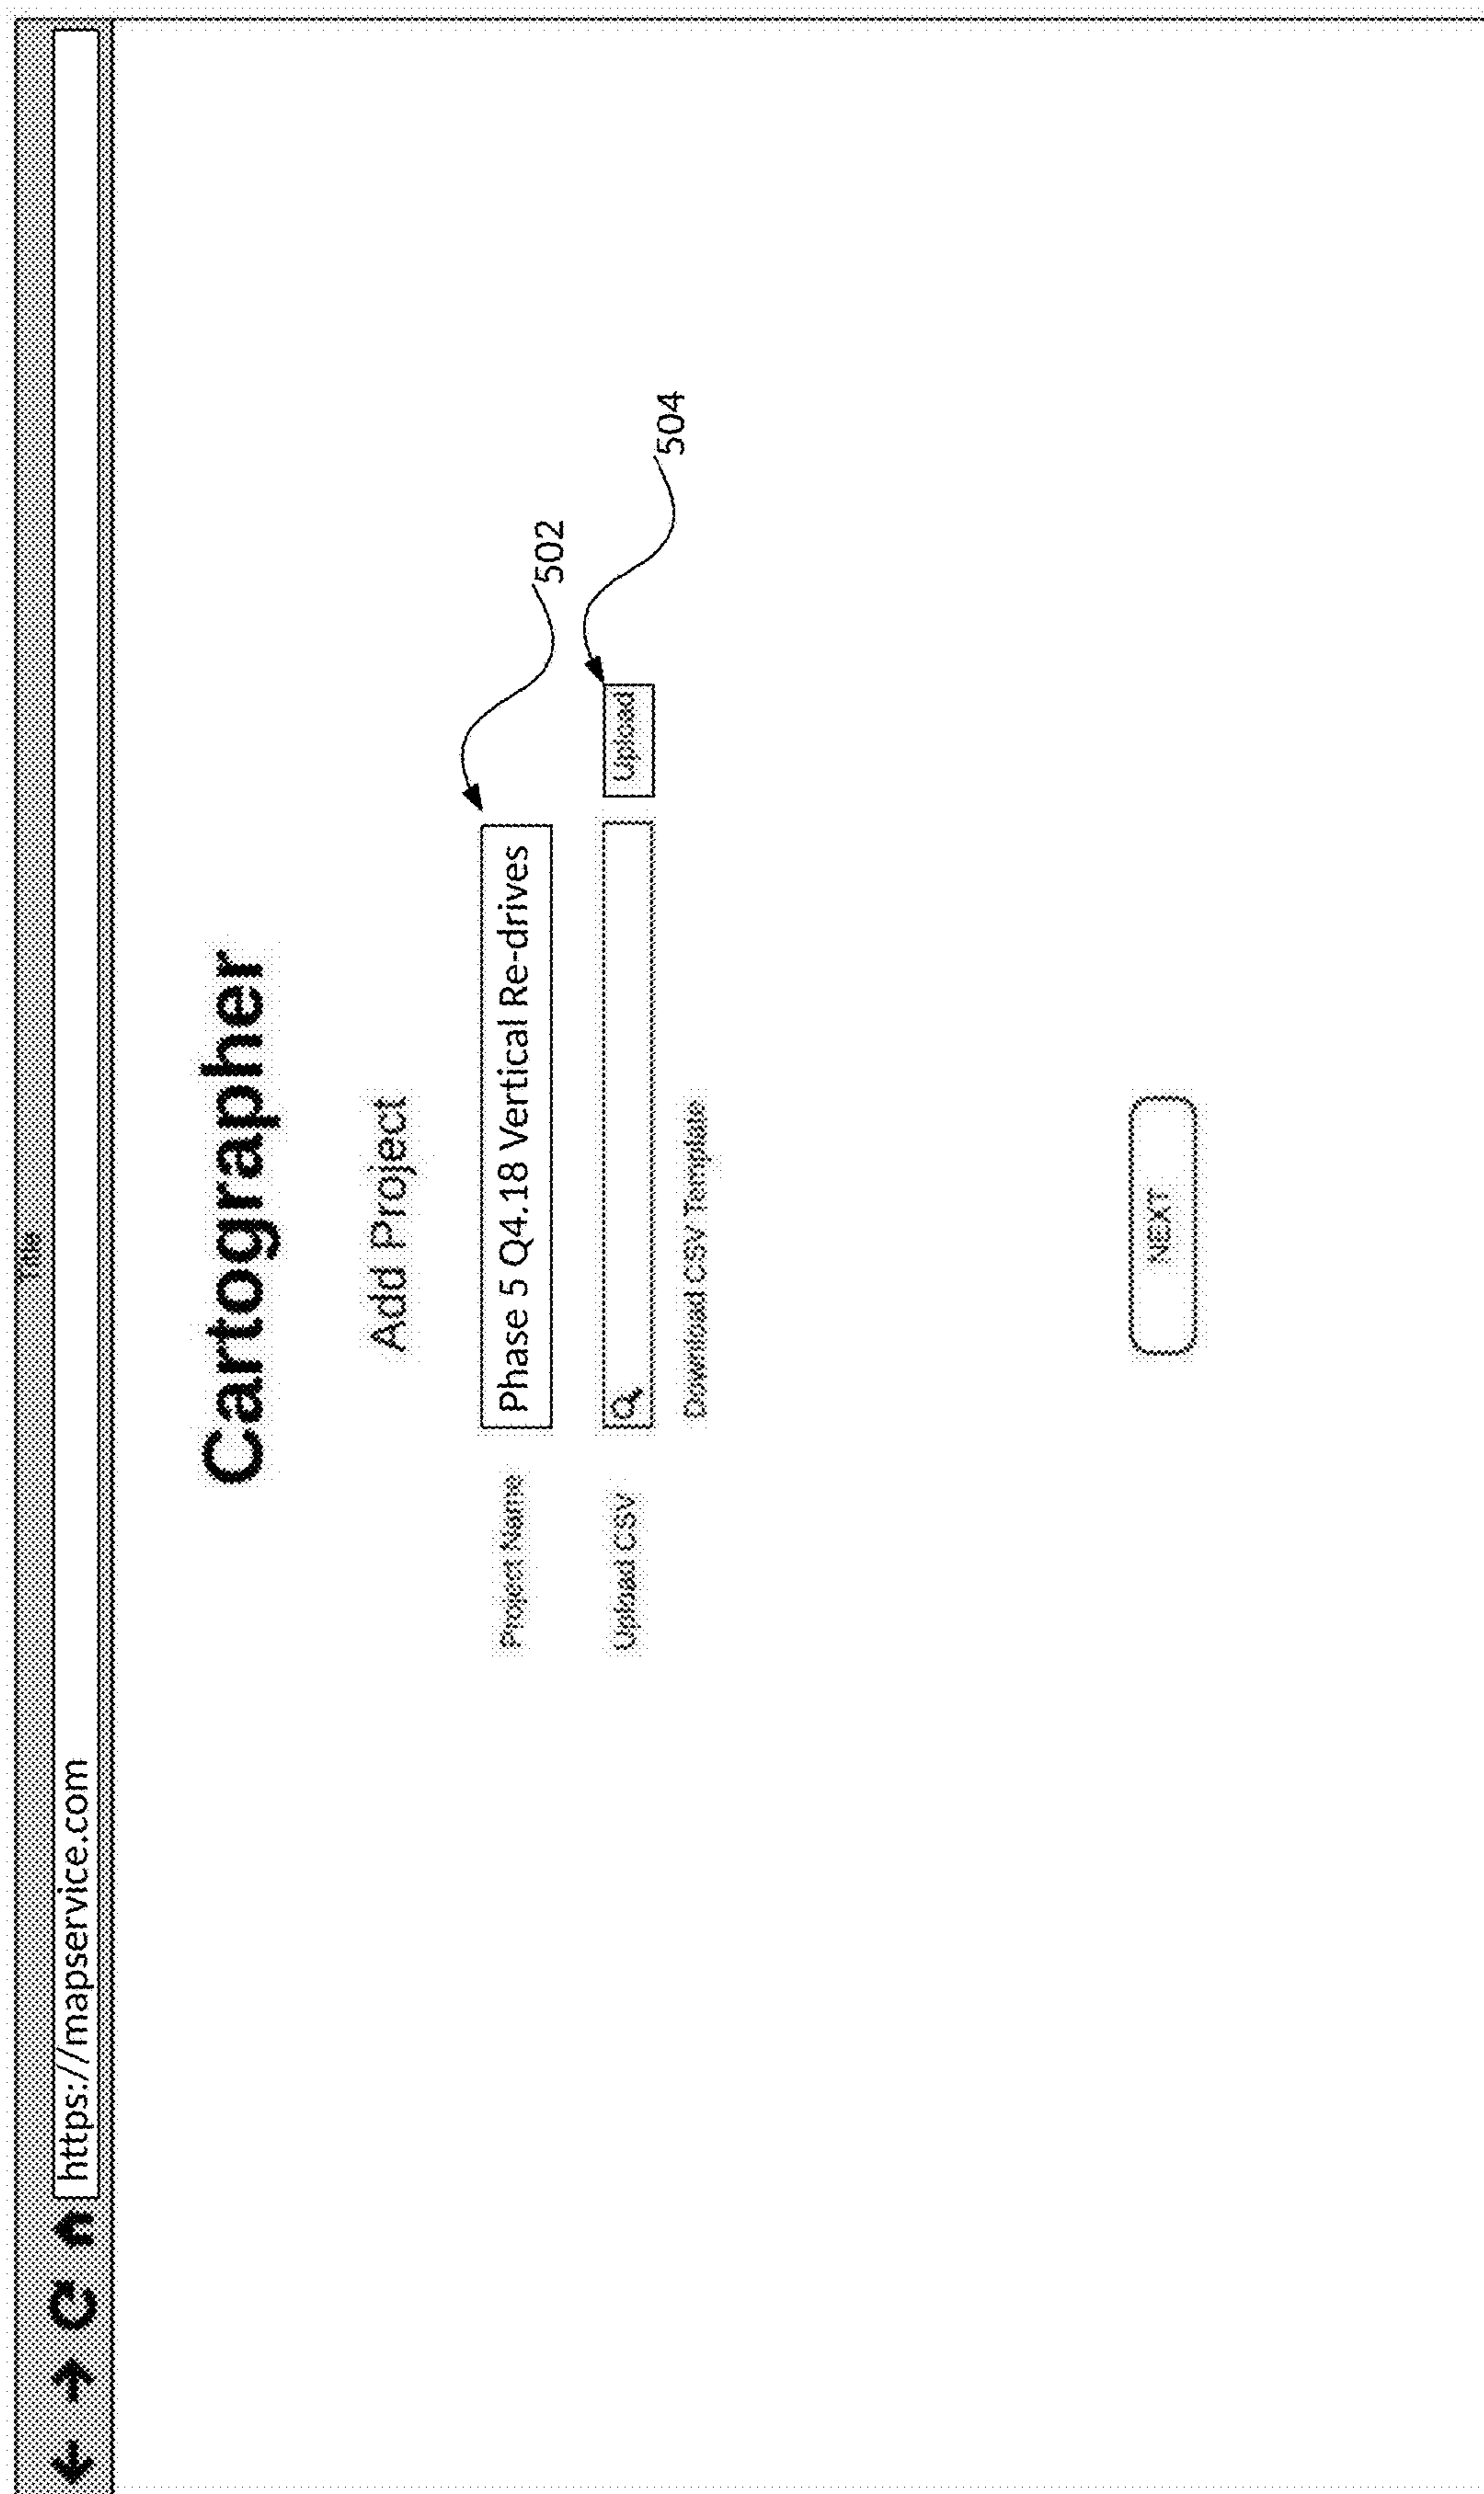 Title
https://mapservice.com
Cartographer
Add Project
Project Name Phase 5 Q4.18 Vertical Re-drives
502
Upload CSV Upload
504
Download CSV Template
NEXT